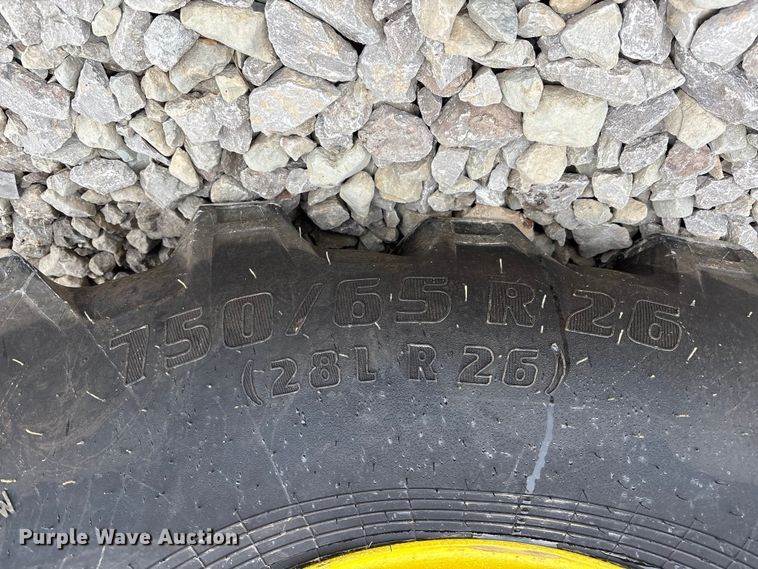 750/65 R 26
(28L R 26)
W
Purple Wave Auction®